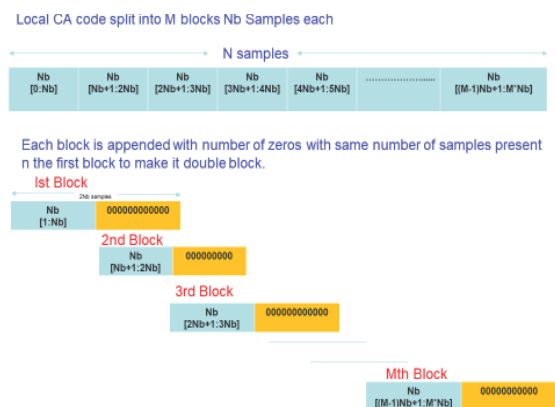 Local CA code split into M blocks Nb Samples each
N samples
Nb Nb Nb Nb Nb ........................ Nb
[0:Nb] [Nb+1:2Nb] [2Nb+1:3Nb] [3Nb+1:4Nb] [4Nb+1:5Nb] [(M-1)Nb+1:M*Nb]
Each block is appended with number of zeros with same number of samples present
n the first block to make it double block.
Ist Block
2Nb samples
Nb 000000000000
[1:Nb]
2nd Block
Nb 000000000
[Nb+1:2Nb]
3rd Block
Nb 000000000000
[2Nb+1:3Nb]
Mth Block
Nb 00000000000
[(M-1)Nb+1:M*Nb]